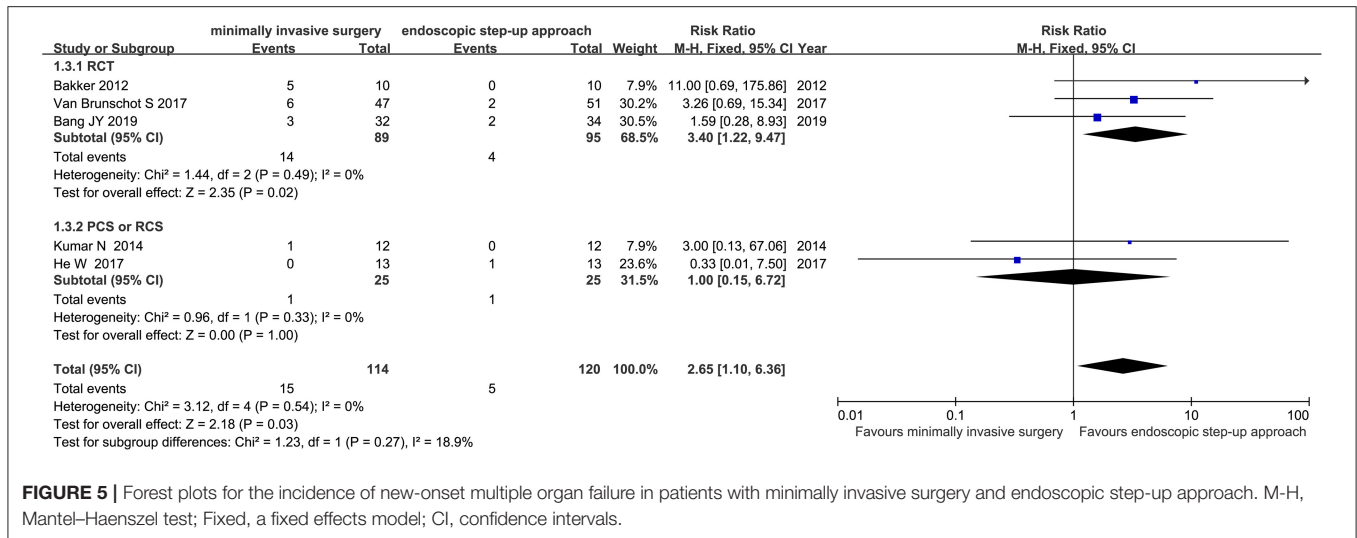 minimally invasive surgery endoscopic step-up approach Risk Ratio Risk Ratio
Study or Subgroup Events Total Events Total Weight M-H, Fixed, 95% CI Year M-H, Fixed, 95% CI
1.3.1 RCT
Bakker 2012 5 10 0 10 7.9% 11.00 [0.69, 175.86] 2012
Van Brunschot S 2017 6 47 2 51 30.2% 3.26 [0.69, 15.34] 2017
Bang JY 2019 3 32 2 34 30.5% 1.59 [0.28, 8.93] 2019
Subtotal (95% CI) 89 95 68.5% 3.40 [1.22, 9.47]
Total events 14 4
Heterogeneity: Chi² = 1.44, df = 2 (P = 0.49); I² = 0%
Test for overall effect: Z = 2.35 (P = 0.02)
1.3.2 PCS or RCS
Kumar N 2014 1 12 0 12 7.9% 3.00 [0.13, 67.06] 2014
He W 2017 0 13 1 13 23.6% 0.33 [0.01, 7.50] 2017
Subtotal (95% CI) 25 25 31.5% 1.00 [0.15, 6.72]
Total events 1 1
Heterogeneity: Chi² = 0.96, df = 1 (P = 0.33); I² = 0%
Test for overall effect: Z = 0.00 (P = 1.00)
Total (95% CI) 114 120 100.0% 2.65 [1.10, 6.36]
Total events 15 5
Heterogeneity: Chi² = 3.12, df = 4 (P = 0.54); I² = 0%
Test for overall effect: Z = 2.18 (P = 0.03)
Test for subgroup differences: Chi² = 1.23, df = 1 (P = 0.27), I² = 18.9%
0.01 0.1 1 10 100
Favours minimally invasive surgery Favours endoscopic step-up approach
FIGURE 5 | Forest plots for the incidence of new-onset multiple organ failure in patients with minimally invasive surgery and endoscopic step-up approach. M-H,
Mantel–Haenszel test; Fixed, a fixed effects model; CI, confidence intervals.